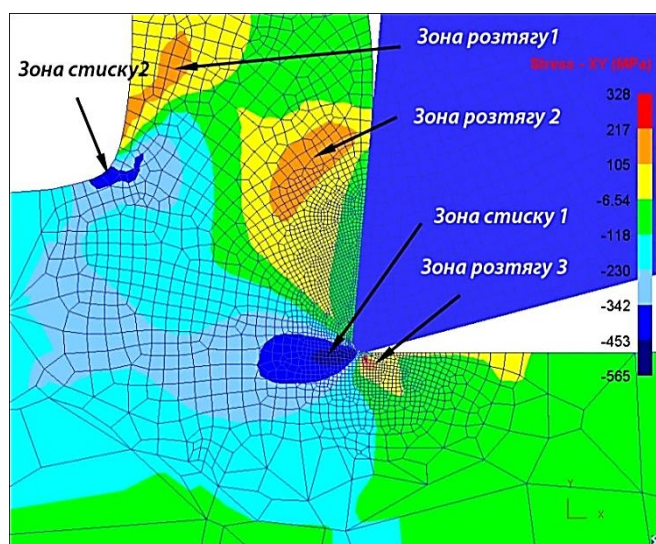 Зона розтягу1
Зона стиску2
Stress - XY (MPa)
328
Зона розтягу 2
217
105
-6.54
Зона стиску 1
-118
Зона розтягу 3
-230
-342
-453
-565
Y
X